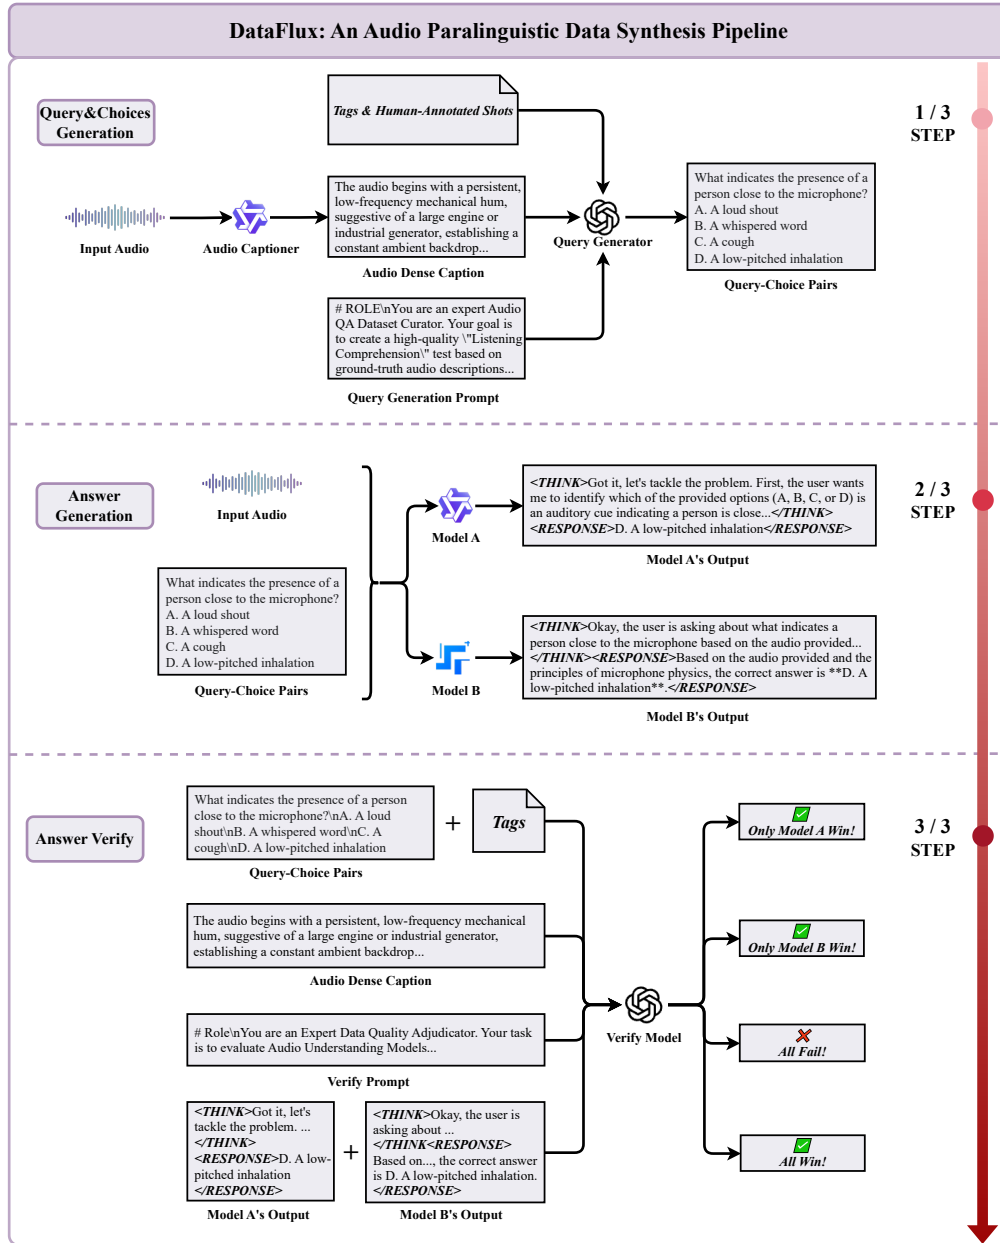 DataFlux: An Audio Paralinguistic Data Synthesis Pipeline
Query&Choices
Generation
Tags & Human-Annotated Shots
1 / 3
STEP
Input Audio
Audio Captioner
The audio begins with a persistent,
low-frequency mechanical hum,
suggestive of a large engine or
industrial generator, establishing a
constant ambient backdrop...
Audio Dense Caption
Query Generator
What indicates the presence of a
person close to the microphone?
A. A loud shout
B. A whispered word
C. A cough
D. A low-pitched inhalation
Query-Choice Pairs
# ROLE\nYou are an expert Audio
QA Dataset Curator. Your goal is
to create a high-quality \"Listening
Comprehension\" test based on
ground-truth audio descriptions...
Query Generation Prompt
Answer
Generation
2 / 3
STEP
Input Audio
What indicates the presence of a
person close to the microphone?
A. A loud shout
B. A whispered word
C. A cough
D. A low-pitched inhalation
Query-Choice Pairs
Model A
<THINK>Got it, let's tackle the problem. First, the user wants
me to identify which of the provided options (A, B, C, or D) is
an auditory cue indicating a person is close...</THINK>
<RESPONSE>D. A low-pitched inhalation</RESPONSE>
Model A's Output
Model B
<THINK>Okay, the user is asking about what indicates a
person close to the microphone based on the audio provided...
</THINK><RESPONSE>Based on the audio provided and the
principles of microphone physics, the correct answer is **D. A
low-pitched inhalation**.</RESPONSE>
Model B's Output
Answer Verify
3 / 3
STEP
What indicates the presence of a person
close to the microphone?\nA. A loud
shout\nB. A whispered word\nC. A
cough\nD. A low-pitched inhalation
Query-Choice Pairs
+
Tags
The audio begins with a persistent, low-frequency mechanical
hum, suggestive of a large engine or industrial generator,
establishing a constant ambient backdrop...
Audio Dense Caption
# Role\nYou are an Expert Data Quality Adjudicator. Your task
is to evaluate Audio Understanding Models...
Verify Prompt
<THINK>Got it, let's
tackle the problem. ...
</THINK>
<RESPONSE>D. A low-
pitched inhalation
</RESPONSE>
Model A's Output
+
<THINK>Okay, the user is
asking about ...
</THINK<RESPONSE>
Based on..., the correct answer
is D. A low-pitched inhalation.
</RESPONSE>
Model B's Output
Verify Model
Only Model A Win!
Only Model B Win!
All Fail!
All Win!